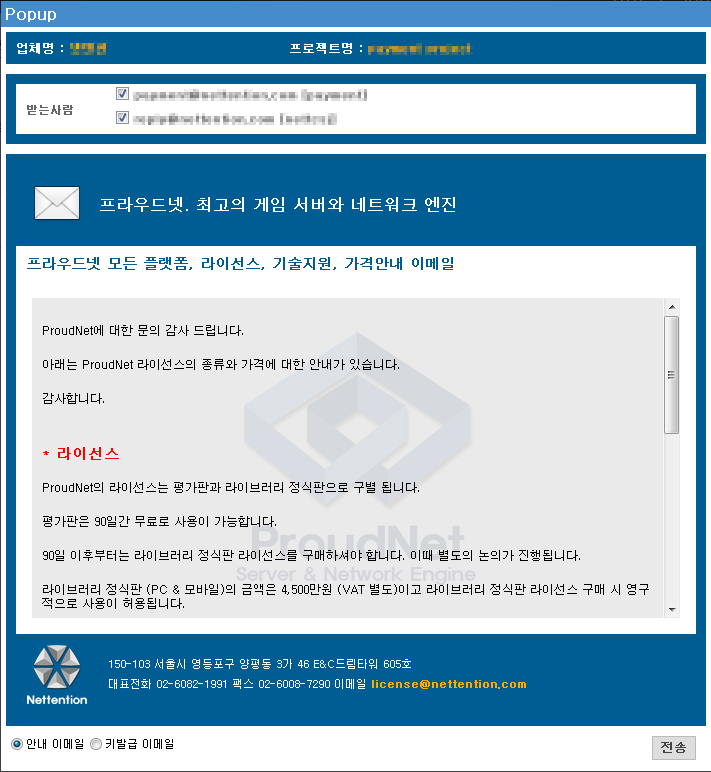 Popup
업체명 : 프로젝트명 :
받는사람
프라우드넷. 최고의 게임 서버와 네트워크 엔진
프라우드넷 모든 플랫폼, 라이선스, 기술지원, 가격안내 이메일
ProudNet에 대한 문의 감사 드립니다.
아래는 ProudNet 라이선스의 종류와 가격에 대한 안내가 있습니다.
감사합니다.
* 라이선스
ProudNet의 라이선스는 평가판과 라이브러리 정식판으로 구별 됩니다.
평가판은 90일간 무료로 사용이 가능합니다.
ProudNet
90일 이후부터는 라이브러리 정식판 라이선스를 구매하셔야 합니다. 이때 별도의 논의가 진행됩니다.
Server & Network Engine
라이브러리 정식판 (PC & 모바일)의 금액은 4,500만원 (VAT 별도)이고 라이브러리 정식판 라이선스 구매 시 영구
적으로 사용이 허용됩니다.
Nettention
150-103 서울시 영등포구 양평동 3가 46 E&C드림타워 605호
대표전화 02-6082-1991 팩스 02-6008-7290 이메일 license@nettention.com
안내 이메일 키발급 이메일
전송